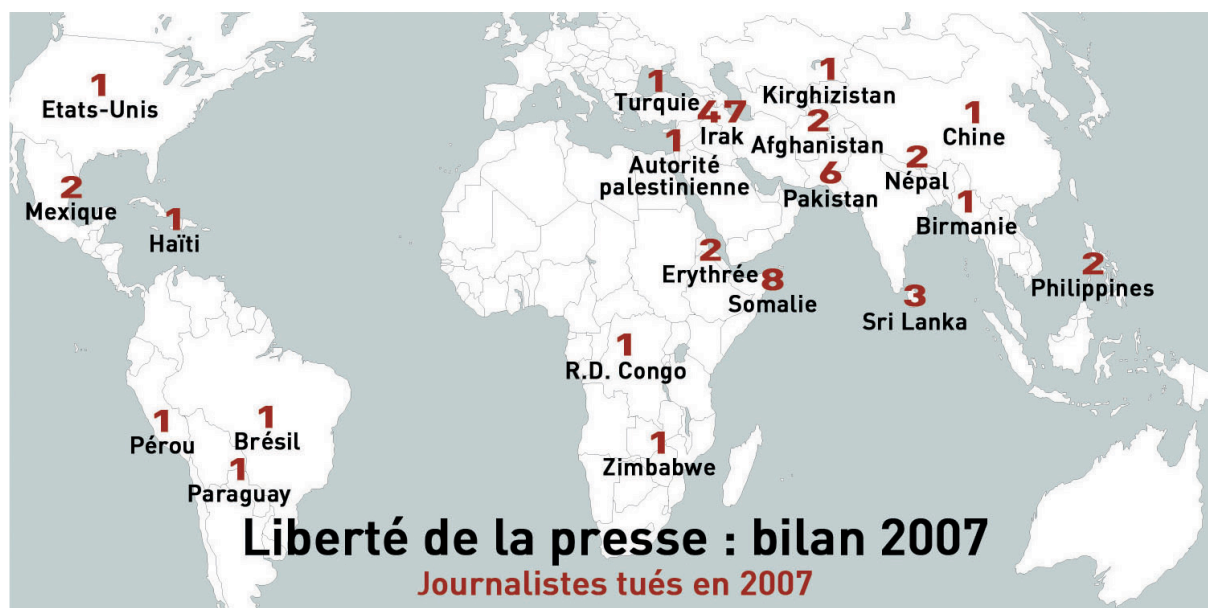 1
Etats-Unis
2
Mexique
1
Haïti
1
Pérou
1
Brésil
1
Paraguay
1
Turquie
47
Irak
1
Autorité
palestinienne
1
Kirghizistan
2
Afghanistan
6
Pakistan
2
Népal
1
Chine
1
Birmanie
2
Philippines
3
Sri Lanka
2
Erythrée
8
Somalie
1
R.D. Congo
1
Zimbabwe
Liberté de la presse : bilan 2007
Journalistes tués en 2007